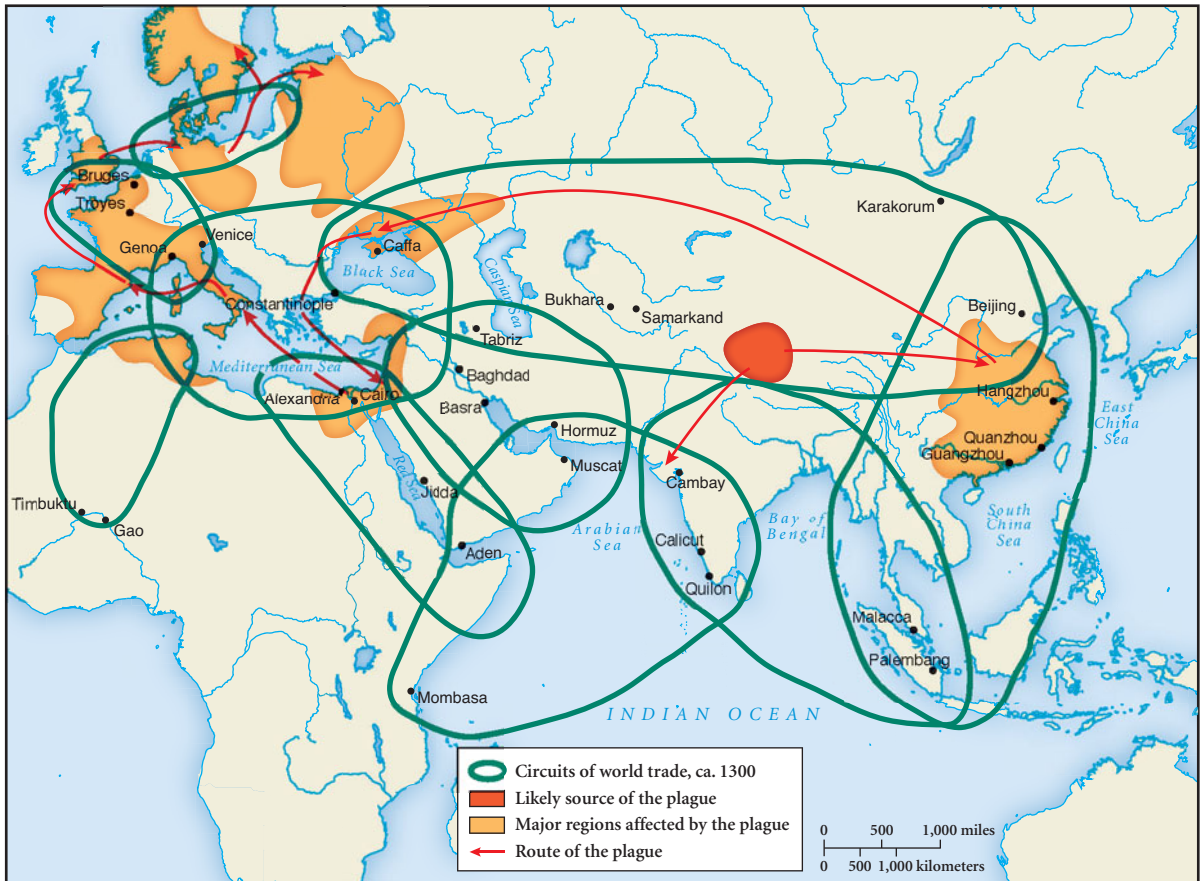 Karakorum
Bruges
Troyes
Venice
Genoa
Caffa
Black Sea
Caspian Sea
Constantinople
Bukhara
Samarkand
Beijing
Tabriz
Mediterranean Sea
Baghdad
Alexandria
Cairo
Hangzhou
Basra
East
China
Sea
Hormuz
Quanzhou
Guangzhou
Muscat
Red Sea
Jidda
Cambay
Timbuktu
Gao
Arabian
Sea
Bay of
Bengal
South
China
Sea
Aden
Calicut
Quilon
Malacca
Palembang
Mombasa
INDIAN OCEAN
Circuits of world trade, ca. 1300
Likely source of the plague
Major regions affected by the plague
Route of the plague
0 500 1,000 miles
0 500 1,000 kilometers